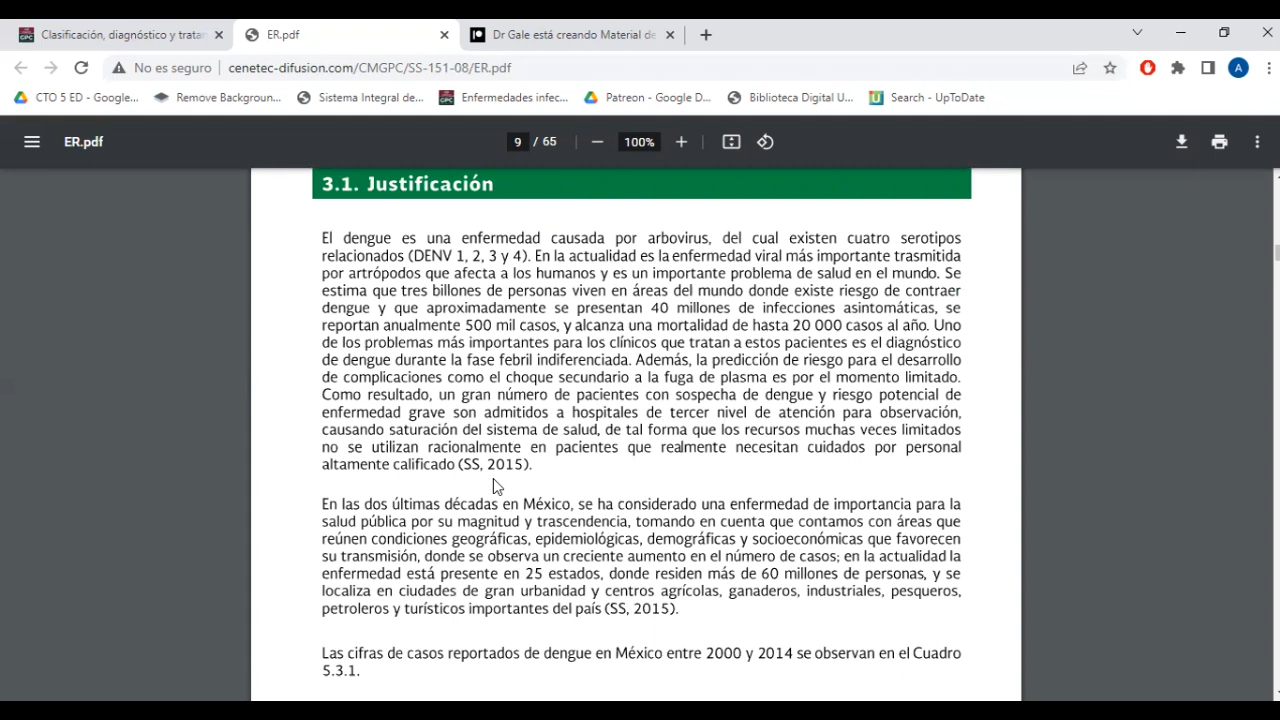 Clasificación, diagnóstico y trata
ER.pdf
Dr Gale está creando Material de
No es seguro
cenetec-difusion.com/CMGPC/SS-151-08/ER.pdf
A
CTO 5 ED - Google...
Remove Backgroun...
Sistema Integral de...
Enfermedades infec...
Patreon - Google D...
Biblioteca Digital U...
Search - UpToDate
ER.pdf
9 / 65
100%
3.1. Justificación
El dengue es una enfermedad causada por arbovirus, del cual existen cuatro serotipos
relacionados (DENV 1, 2, 3 y 4). En la actualidad es la enfermedad viral más importante trasmitida
por artrópodos que afecta a los humanos y es un importante problema de salud en el mundo. Se
estima que tres billones de personas viven en áreas del mundo donde existe riesgo de contraer
dengue y que aproximadamente se presentan 40 millones de infecciones asintomáticas, se
reportan anualmente 500 mil casos, y alcanza una mortalidad de hasta 20 000 casos al año. Uno
de los problemas más importantes para los clínicos que tratan a estos pacientes es el diagnóstico
de dengue durante la fase febril indiferenciada. Además, la predicción de riesgo para el desarrollo
de complicaciones como el choque secundario a la fuga de plasma es por el momento limitado.
Como resultado, un gran número de pacientes con sospecha de dengue y riesgo potencial de
enfermedad grave son admitidos a hospitales de tercer nivel de atención para observación,
causando saturación del sistema de salud, de tal forma que los recursos muchas veces limitados
no se utilizan racionalmente en pacientes que realmente necesitan cuidados por personal
altamente calificado (SS, 2015).
En las dos últimas décadas en México, se ha considerado una enfermedad de importancia para la
salud pública por su magnitud y trascendencia, tomando en cuenta que contamos con áreas que
reúnen condiciones geográficas, epidemiológicas, demográficas y socioeconómicas que favorecen
su transmisión, donde se observa un creciente aumento en el número de casos; en la actualidad la
enfermedad está presente en 25 estados, donde residen más de 60 millones de personas, y se
localiza en ciudades de gran urbanidad y centros agrícolas, ganaderos, industriales, pesqueros,
petroleros y turísticos importantes del país (SS, 2015).
Las cifras de casos reportados de dengue en México entre 2000 y 2014 se observan en el Cuadro
5.3.1.